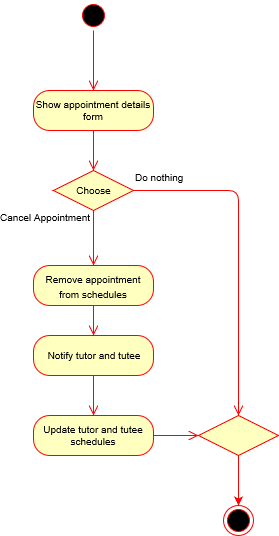 Show appointment details
form
Choose
Do nothing
Cancel Appointment
Remove appointment
from schedules
Notify tutor and tutee
Update tutor and tutee
schedules